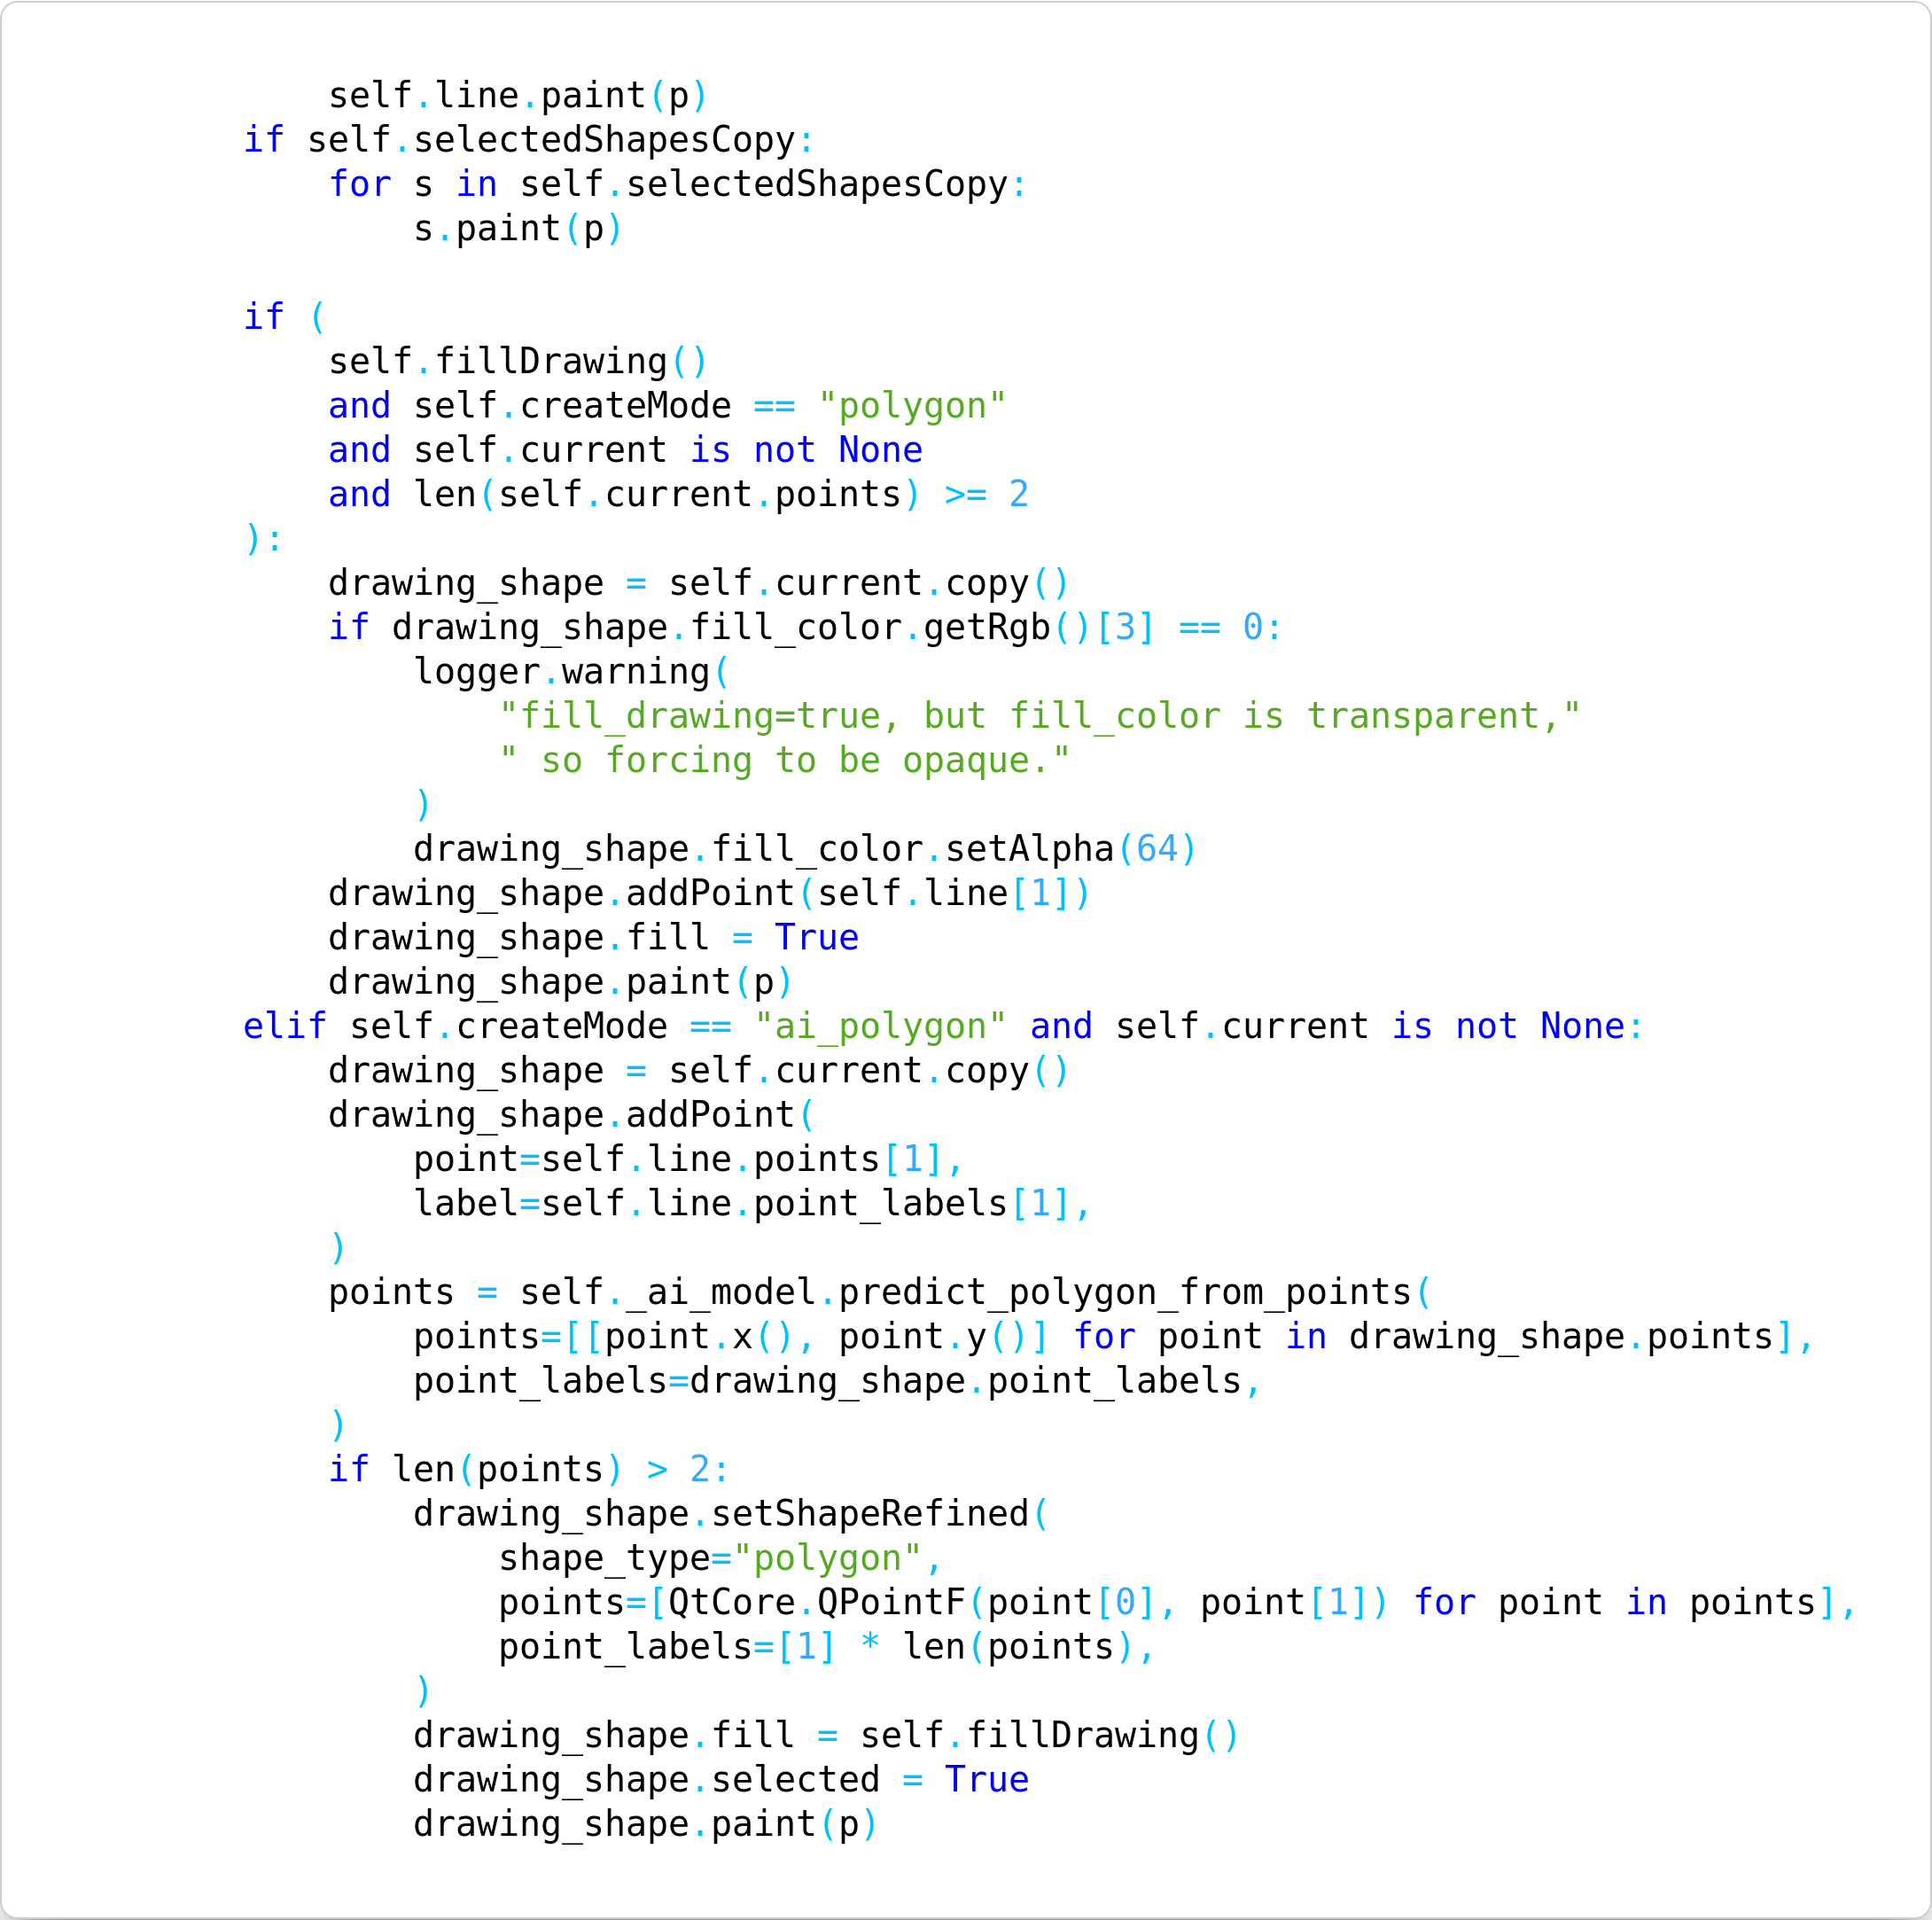 self.line.paint(p)
        if self.selectedShapesCopy:
            for s in self.selectedShapesCopy:
                s.paint(p)

        if (
            self.fillDrawing()
            and self.createMode == "polygon"
            and self.current is not None
            and len(self.current.points) >= 2
        ):
            drawing_shape = self.current.copy()
            if drawing_shape.fill_color.getRgb()[3] == 0:
                logger.warning(
                    "fill_drawing=true, but fill_color is transparent,"
                    " so forcing to be opaque."
                )
                drawing_shape.fill_color.setAlpha(64)
            drawing_shape.addPoint(self.line[1])
            drawing_shape.fill = True
            drawing_shape.paint(p)
        elif self.createMode == "ai_polygon" and self.current is not None:
            drawing_shape = self.current.copy()
            drawing_shape.addPoint(
                point=self.line.points[1],
                label=self.line.point_labels[1],
            )
            points = self._ai_model.predict_polygon_from_points(
                points=[[point.x(), point.y()] for point in drawing_shape.points],
                point_labels=drawing_shape.point_labels,
            )
            if len(points) > 2:
                drawing_shape.setShapeRefined(
                    shape_type="polygon",
                    points=[QtCore.QPointF(point[0], point[1]) for point in points],
                    point_labels=[1] * len(points),
                )
                drawing_shape.fill = self.fillDrawing()
                drawing_shape.selected = True
                drawing_shape.paint(p)